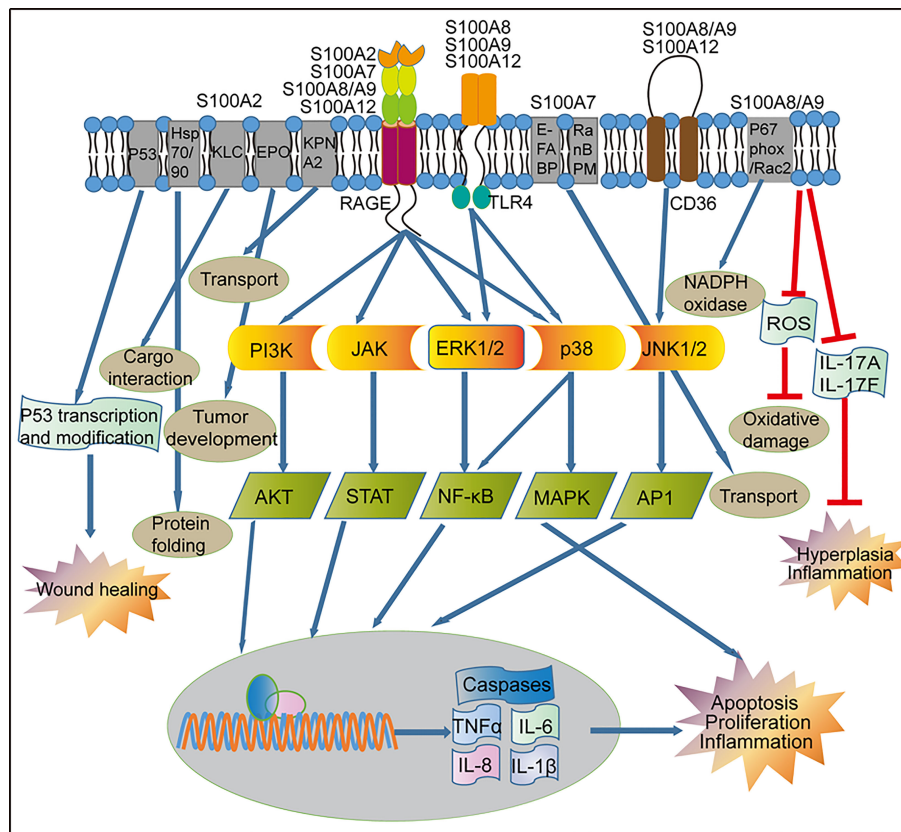 S100A2
S100A2
S100A7
S100A8/A9
S100A12
S100A8
S100A9
S100A12
S100A7
S100A8/A9
S100A12
S100A8/A9
P53
Hsp
70/
90
KLC
EPO
KPN
A2
RAGE
TLR4
E-
FA
BP
Ra
nB
PM
CD36
P67
phox
/Rac2
Transport
NADPH
oxidase
ROS
Cargo
interaction
PI3K
JAK
ERK1/2
p38
JNK1/2
IL-17A
IL-17F
P53 transcription
and modification
Tumor
development
Oxidative
damage
AKT
STAT
NF-κB
MAPK
AP1
Transport
Protein
folding
Wound healing
Hyperplasia
Inflammation
Caspases
TNFα
IL-6
IL-8
IL-1β
Apoptosis
Proliferation
Inflammation